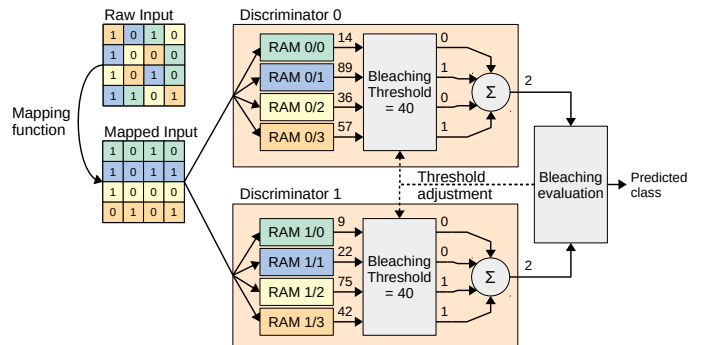 Raw Input
1 0 1 0
1 0 0 0
1 0 1 0
1 1 0 1
Mapping
function
Mapped Input
1 0 1 0
1 0 1 1
1 0 0 0
0 1 0 1
Discriminator 0
RAM 0/0 14
RAM 0/1 89
RAM 0/2 36
RAM 0/3 57
Bleaching
Threshold
= 40
0
1
0
1
Σ
2
Threshold
adjustment
Discriminator 1
RAM 1/0 9
RAM 1/1 22
RAM 1/2 75
RAM 1/3 42
Bleaching
Threshold
= 40
0
0
1
1
Σ
2
Bleaching
evaluation
Predicted
class